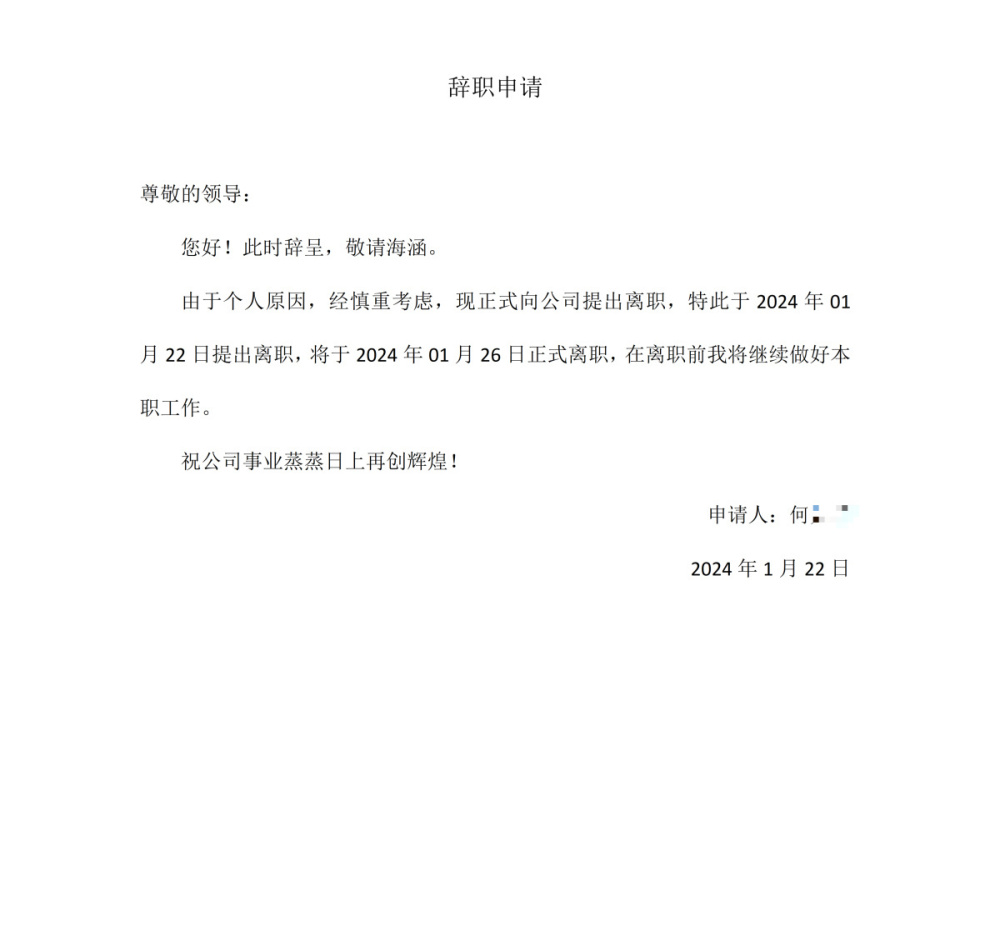 辞职申请
尊敬的领导：
您好！此时辞呈，敬请海涵。
由于个人原因，经慎重考虑，现正式向公司提出离职，特此于 2024 年 01
月 22 日提出离职，将于 2024 年 01 月 26 日正式离职，在离职前我将继续做好本
职工作。
祝公司事业蒸蒸日上再创辉煌！
申请人：何
2024 年 1 月 22 日